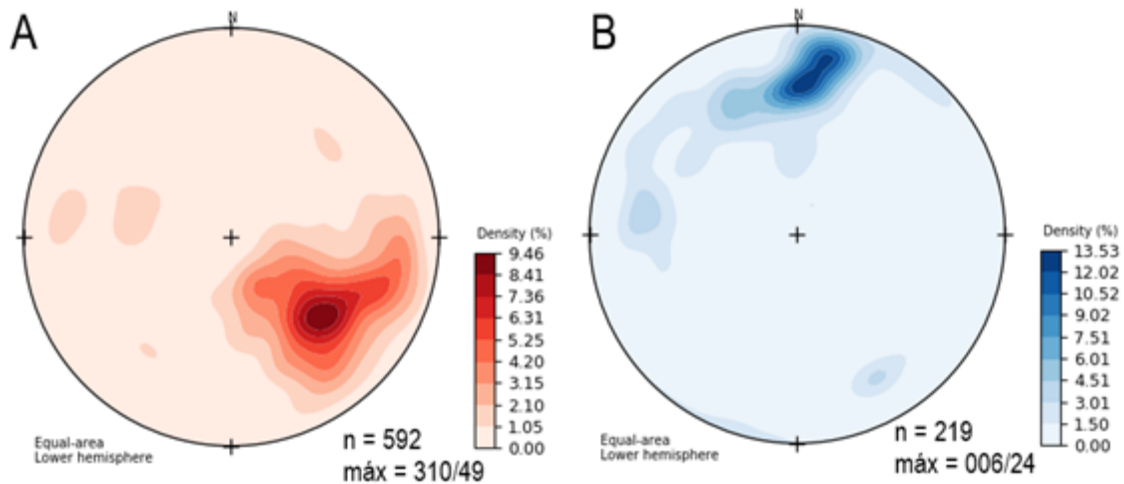 A
N
Density (%)
9.46
8.41
7.36
6.31
5.25
4.20
3.15
2.10
1.05
0.00
Equal-area
Lower hemisphere
n = 592
máx = 310/49
B
N
Density (%)
13.53
12.02
10.52
9.02
7.51
6.01
4.51
3.01
1.50
0.00
Equal-area
Lower hemisphere
n = 219
máx = 006/24